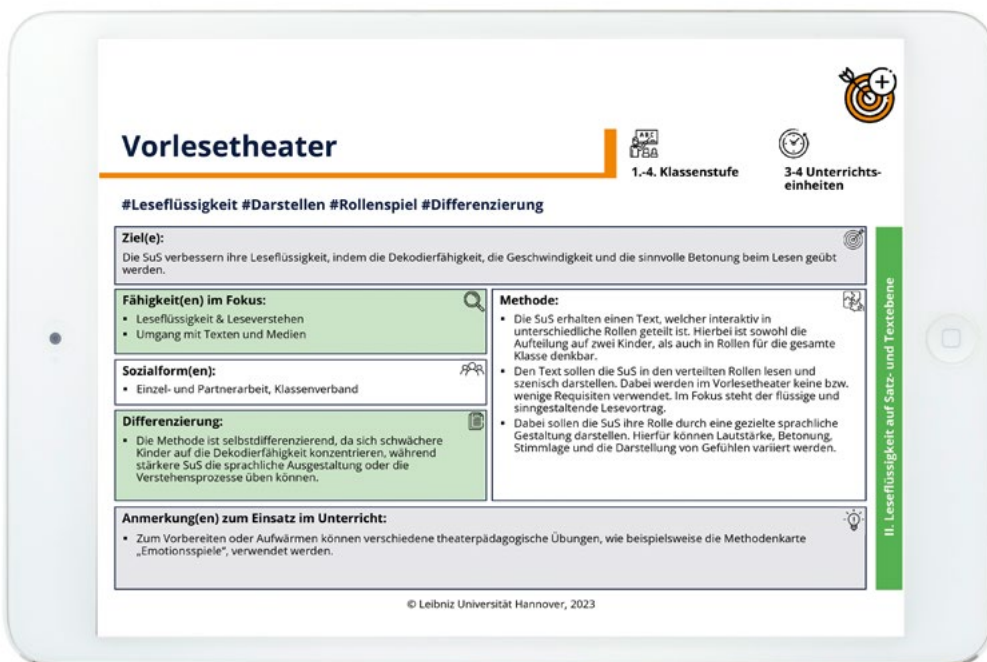 Vorlesetheater
ABC
1.-4. Klassenstufe
3-4 Unterrichts-
einheiten
#Leseflüssigkeit #Darstellen #Rollenspiel #Differenzierung
Ziel(e):
Die SuS verbessern ihre Leseflüssigkeit, indem die Dekodierfähigkeit, die Geschwindigkeit und die sinnvolle Betonung beim Lesen geübt
werden.
Fähigkeit(en) im Fokus:
▪ Leseflüssigkeit & Leseverstehen
▪ Umgang mit Texten und Medien
Sozialform(en):
▪ Einzel- und Partnerarbeit, Klassenverband
Differenzierung:
▪ Die Methode ist selbstdifferenzierend, da sich schwächere
Kinder auf die Dekodierfähigkeit konzentrieren, während
stärkere SuS die sprachliche Ausgestaltung oder die
Verstehensprozesse üben können.
Methode:
▪ Die SuS erhalten einen Text, welcher interaktiv in
unterschiedliche Rollen geteilt ist. Hierbei ist sowohl die
Aufteilung auf zwei Kinder, als auch in Rollen für die gesamte
Klasse denkbar.
▪ Den Text sollen die SuS in den verteilten Rollen lesen und
szenisch darstellen. Dabei werden im Vorlesetheater keine bzw.
wenige Requisiten verwendet. Im Fokus steht der flüssige und
sinngestaltende Lesevortrag.
▪ Dabei sollen die SuS ihre Rolle durch eine gezielte sprachliche
Gestaltung darstellen. Hierfür können Lautstärke, Betonung,
Stimmlage und die Darstellung von Gefühlen variiert werden.
II. Leseflüssigkeit auf Satz- und Textebene
Anmerkung(en) zum Einsatz im Unterricht:
▪ Zum Vorbereiten oder Aufwärmen können verschiedene theaterpädagogische Übungen, wie beispielsweise die Methodenkarte
„Emotionsspiele“, verwendet werden.
© Leibniz Universität Hannover, 2023